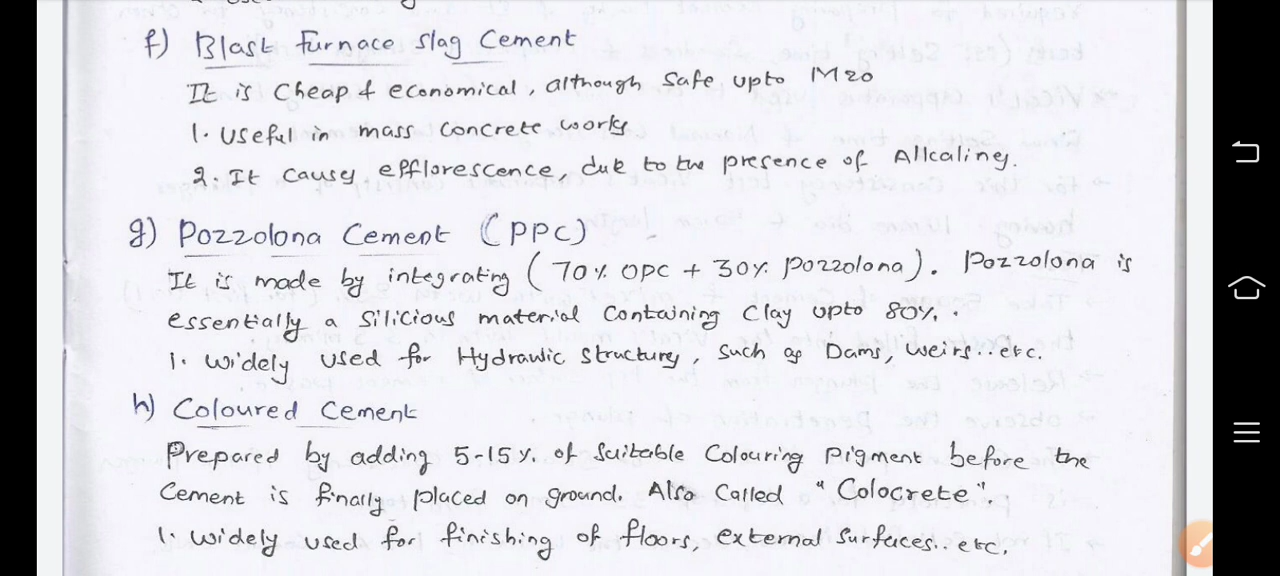 f) Blast Furnace slag Cement
It is Cheap & economical, although Safe upto M20
1. Useful in mass Concrete works
2. It causes efflorescence, due to the presence of Alkalines.
g) Pozzolona Cement (PPC)
It is made by integrating (70% OPC + 30% Pozzolona). Pozzolona is
essentially a Silicious material Containing Clay upto 80%.
1. Widely used for Hydraulic Structures, Such as Dams, weirs..etc.
h) Coloured Cement
Prepared by adding 5-15% of Suitable Colouring Pigment before the
Cement is finally placed on ground. Also Called "Colocrete"
1. widely used for finishing of floors, external Surfaces..etc.